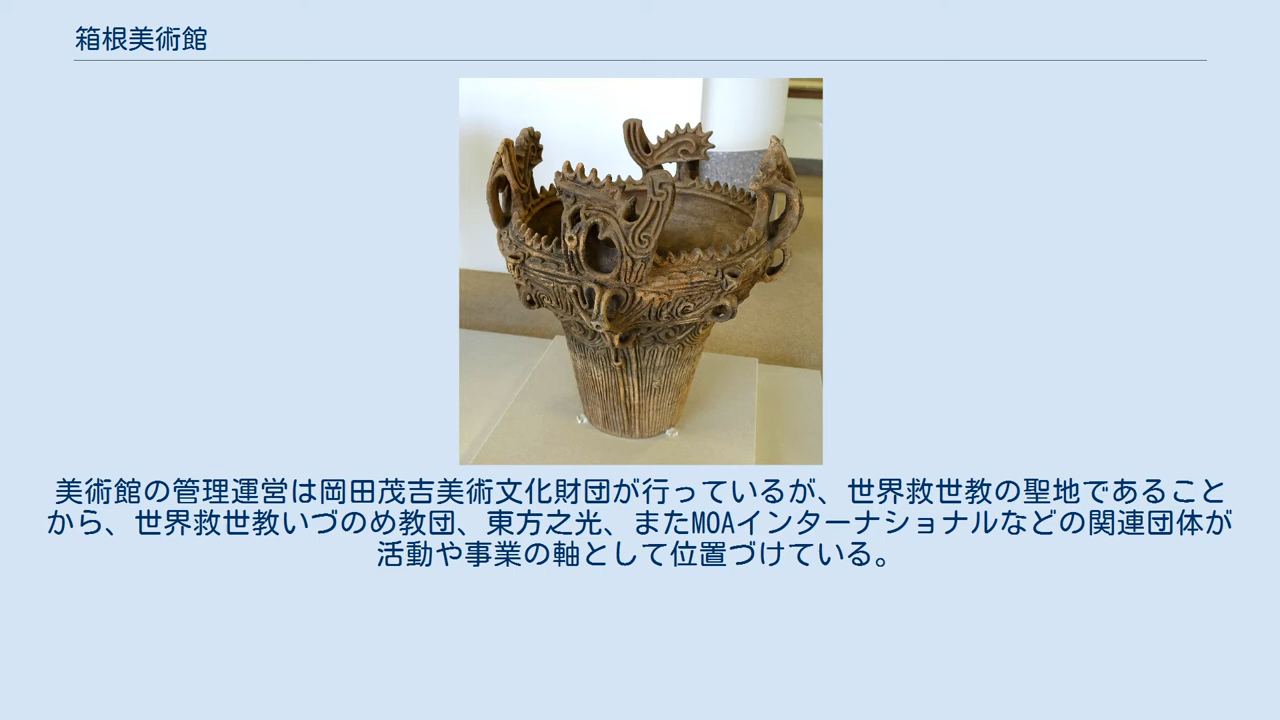 箱根美術館
美術館の管理運営は岡田茂吉美術文化財団が行っているが、世界救世教の聖地であること
から、世界救世教いづのめ教団、東方之光、またMOAインターナショナルなどの関連団体が
活動や事業の軸として位置づけている。